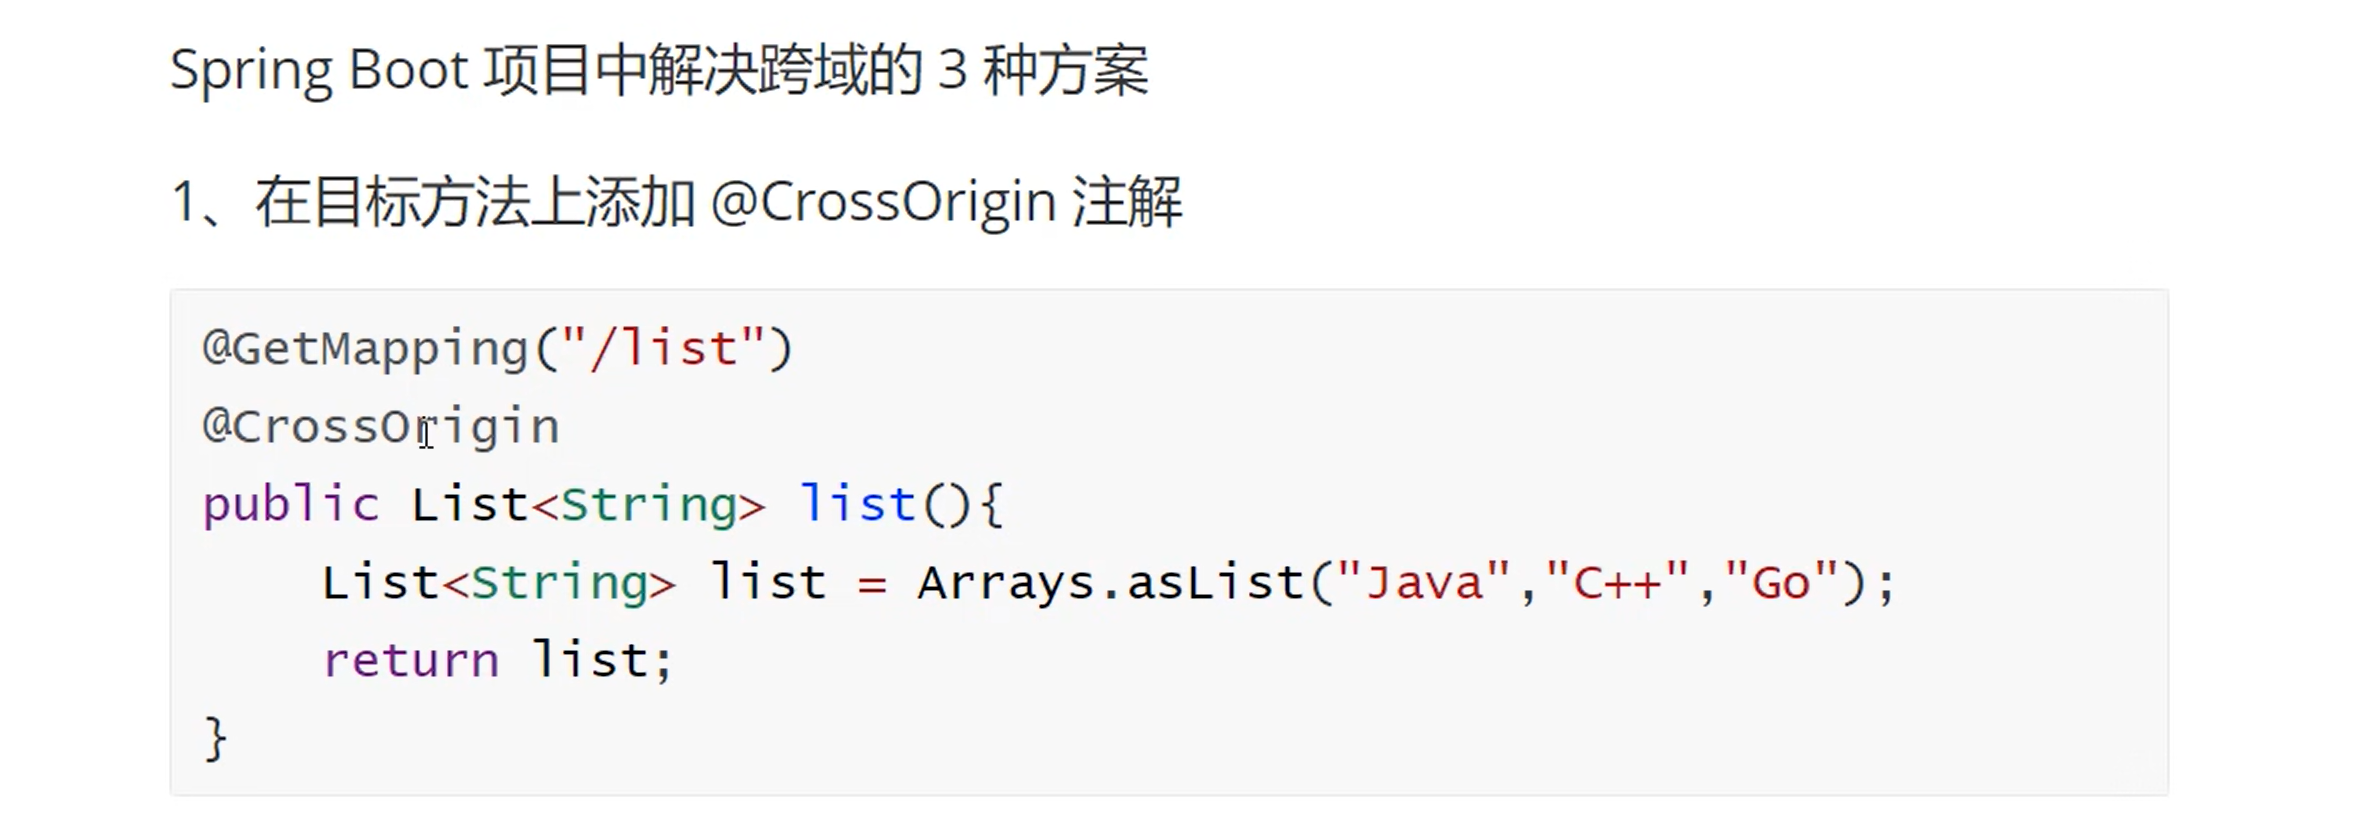 Spring Boot 项目中解决跨域的 3 种方案
1、在目标方法上添加 @CrossOrigin 注解
@GetMapping("/list")
@CrossOrigin
public List<String> list(){
    List<String> list = Arrays.asList("Java","C++","Go");
    return list;
}